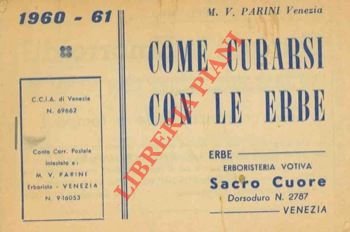 1960 - 61
C.C.I.A. di Venezia
N. 69662
Conto Corr. Postale
intestato a:
M. V. PARINI
Erborista - VENEZIA
N. 9-16053
M. V. PARINI Venezia
COME CURARSI
CON LE ERBE
ERBE
ERBORISTERIA VOTIVA
Sacro Cuore
Dorsoduro N. 2787
VENEZIA
LIBRERIA PIANI